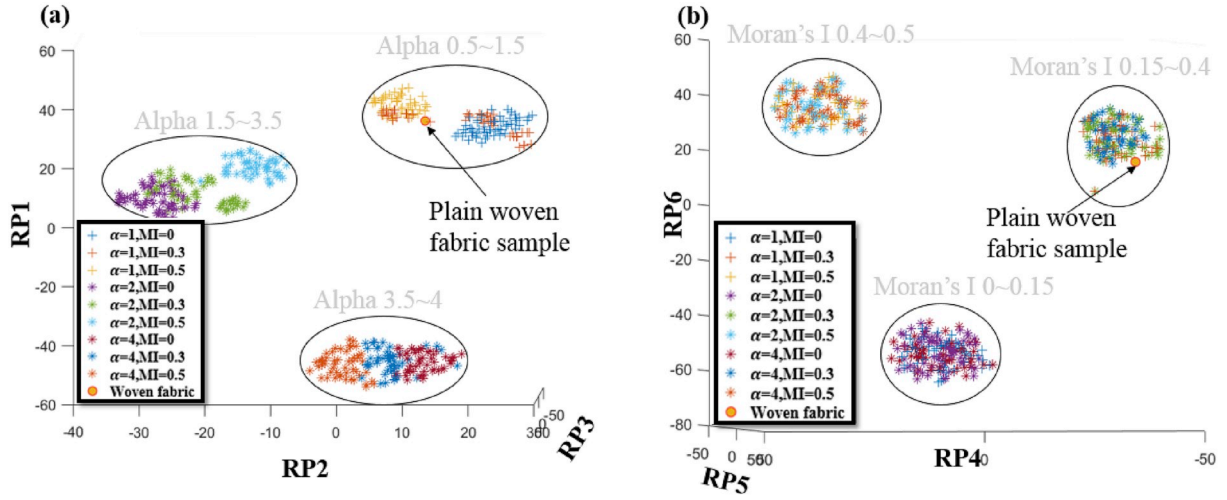 (a)
60
40
20
0
-20
-40
-60
RP1
-40
-30
-20
-10
0
10
20
30
RP2
0
-50
RP3
Alpha 0.5~1.5
Alpha 1.5~3.5
Plain woven
fabric sample
Alpha 3.5~4
α=1,MI=0
α=1,MI=0.3
α=1,MI=0.5
α=2,MI=0
α=2,MI=0.3
α=2,MI=0.5
α=4,MI=0
α=4,MI=0.3
α=4,MI=0.5
Woven fabric
(b)
60
40
20
0
-20
-40
-60
-80
RP6
-50
0
50
RP5
0
-50
RP4
Moran's I 0.4~0.5
Moran's I 0.15~0.4
Plain woven
fabric sample
Moran's I 0~0.15
α=1,MI=0
α=1,MI=0.3
α=1,MI=0.5
α=2,MI=0
α=2,MI=0.3
α=2,MI=0.5
α=4,MI=0
α=4,MI=0.3
α=4,MI=0.5
Woven fabric